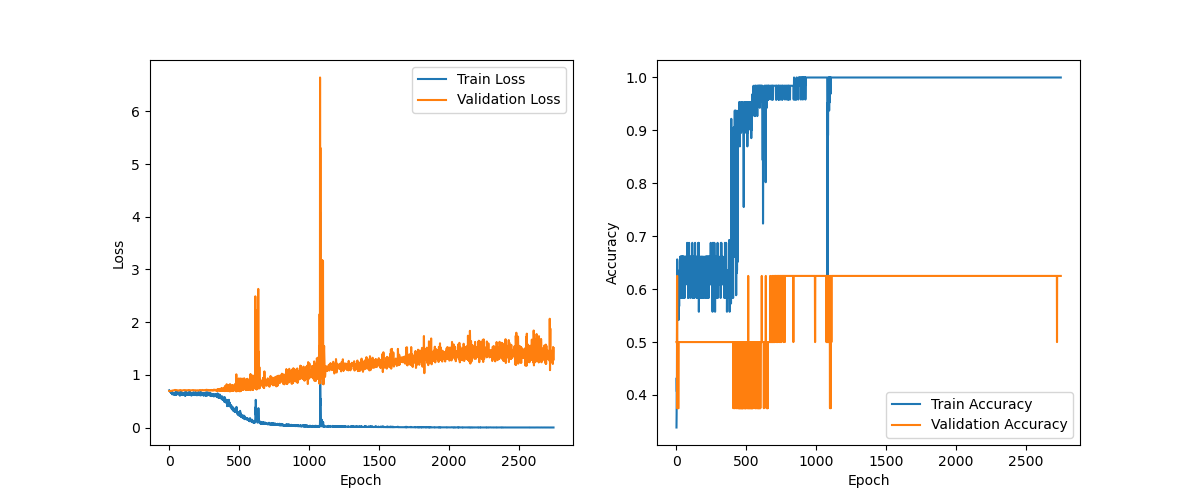 Train Loss
Validation Loss
6
5
4
3
2
1
0
Loss
0 500 1000 1500 2000 2500
Epoch
1.0
0.9
0.8
0.7
0.6
0.5
0.4
Accuracy
Train Accuracy
Validation Accuracy
0 500 1000 1500 2000 2500
Epoch